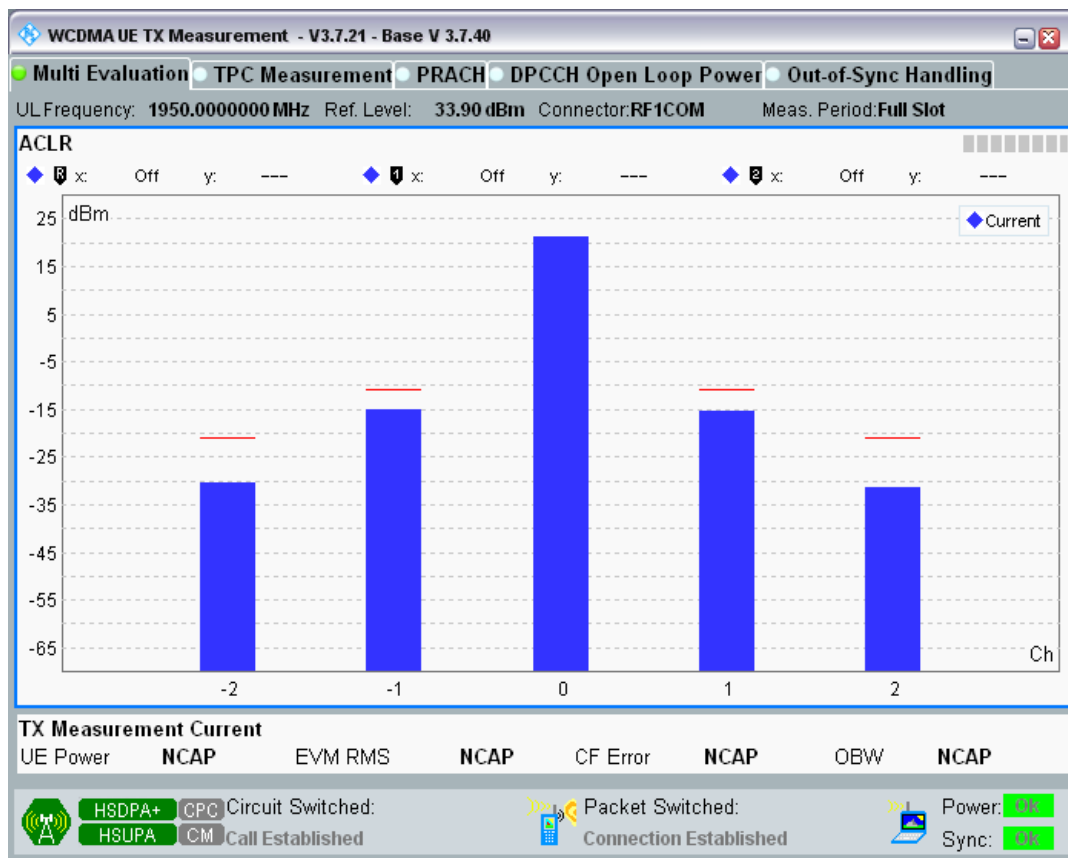 WCDMA UE TX Measurement - V3.7.21 - Base V 3.7.40
Multi Evaluation TPC Measurement PRACH DPCCH Open Loop Power Out-of-Sync Handling
UL Frequency: 1950.0000000 MHz Ref. Level: 33.90 dBm Connector:RF1COM Meas. Period:Full Slot
ACLR
R x: Off y: --- 1 x: Off y: --- 2 x: Off y: ---
dBm
Current
25
15
5
-5
-15
-25
-35
-45
-55
-65
Ch
-2 -1 0 1 2
TX Measurement Current
UE Power NCAP EVM RMS NCAP CF Error NCAP OBW NCAP
HSDPA+ CPC Circuit Switched: Packet Switched: Power: OK
HSUPA CM Call Established Connection Established Sync: OK